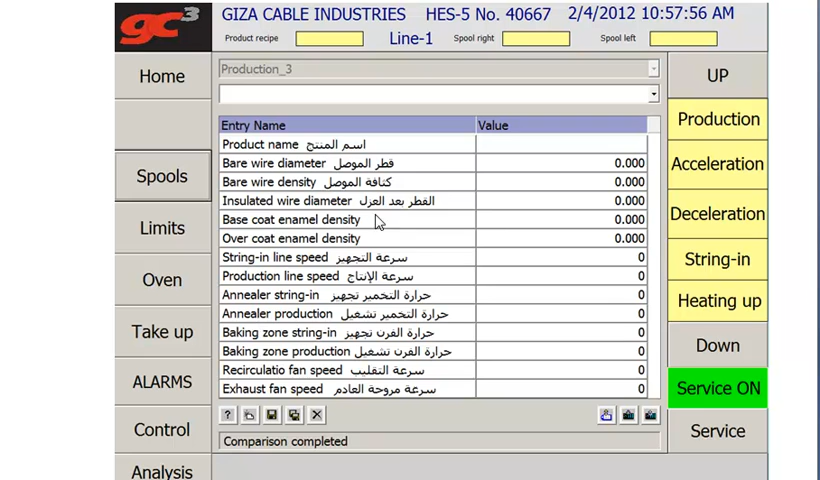 gc3
GIZA CABLE INDUSTRIES HES-5 No. 40667 2/4/2012 10:57:56 AM
Product recipe Line-1 Spool right Spool left
Home
Spools
Limits
Oven
Take up
ALARMS
Control
Analysis
Production_3
Entry Name Value
Product name اسم المنتج
Bare wire diameter قطر الموصل 0.000
Bare wire density كثافة الموصل 0.000
Insulated wire diameter القطر بعد العزل 0.000
Base coat enamel density 0.000
Over coat enamel density 0.000
String-in line speed سرعة التجهيز 0
Production line speed سرعة الإنتاج 0
Annealer string-in حرارة التخمير تجهيز 0
Annealer production حرارة التخمير تشغيل 0
Baking zone string-in حرارة الفرن تجهيز 0
Baking zone production حرارة الفرن تشغيل 0
Recirculatio fan speed سرعة التقليب 0
Exhaust fan speed سرعة مروحة العادم 0
?
Comparison completed
UP
Production
Acceleration
Deceleration
String-in
Heating up
Down
Service ON
Service